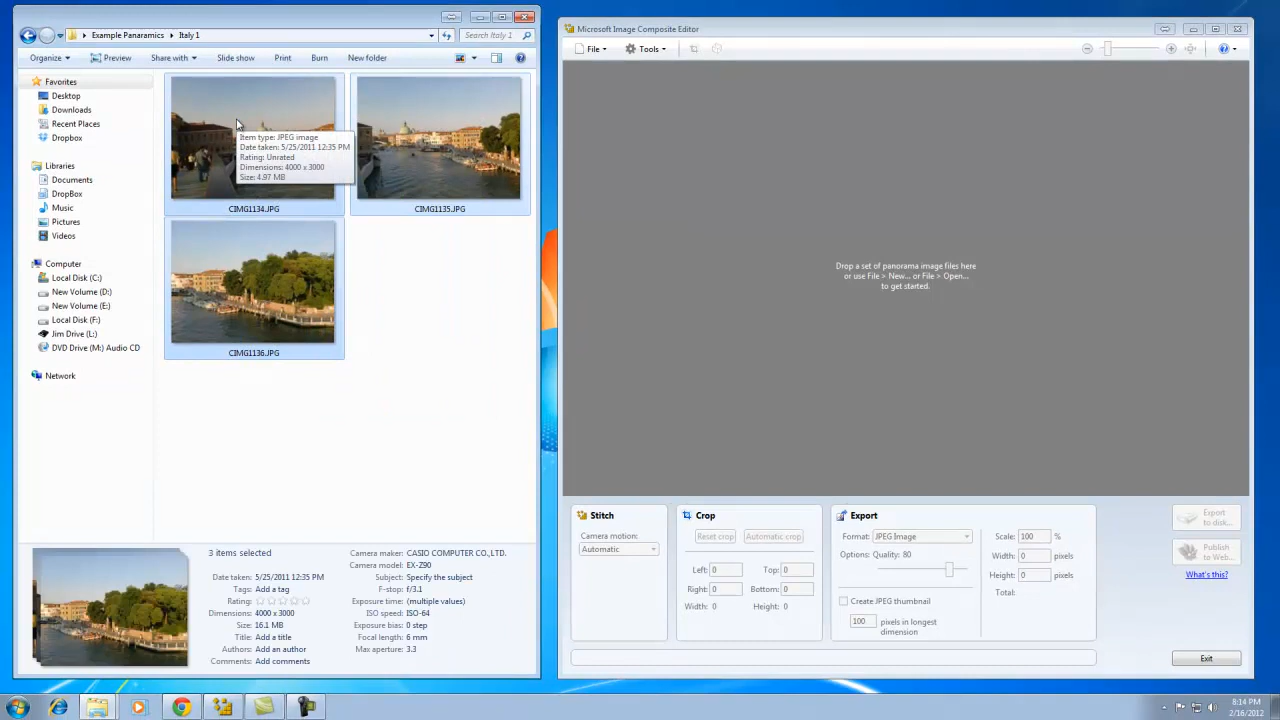 Example Panaramics
Italy 1
Search Italy 1
Organize
Preview
Share with
Slide show
Print
Burn
New folder
Favorites
Desktop
Downloads
Recent Places
Dropbox
Libraries
Documents
DropBox
Music
Pictures
Videos
Computer
Local Disk (C:)
New Volume (D:)
New Volume (E:)
Local Disk (F:)
Jim Drive (L:)
DVD Drive (M:) Audio CD
Network
Item type: JPEG image
Date taken: 5/25/2011 12:35 PM
Rating: Unrated
Dimensions: 4000 x 3000
Size: 4.97 MB
CIMG1134.JPG
CIMG1135.JPG
CIMG1136.JPG
3 items selected
Date taken: 5/25/2011 12:35 PM
Tags: Add a tag
Rating:
Dimensions: 4000 x 3000
Size: 16.1 MB
Title: Add a title
Authors: Add an author
Comments: Add comments
Camera maker: CASIO COMPUTER CO.,LTD.
Camera model: EX-Z90
Subject: Specify the subject
F-stop: f/3.1
Exposure time: (multiple values)
ISO speed: ISO-64
Exposure bias: 0 step
Focal length: 6 mm
Max aperture: 3.3
Microsoft Image Composite Editor
File
Tools
Drop a set of panorama image files here
or use File > New... or File > Open...
to get started.
Stitch
Camera motion:
Automatic
Crop
Reset crop
Automatic crop
Left: 0
Top: 0
Right: 0
Bottom: 0
Width: 0
Height: 0
Export
Format: JPEG Image
Options: Quality: 80
Create JPEG thumbnail
100 pixels in longest
dimension
Scale: 100 %
Width: 0 pixels
Height: 0 pixels
Total:
Export
to disk...
Publish
to Web...
What's this?
Exit
8:14 PM
2/16/2012